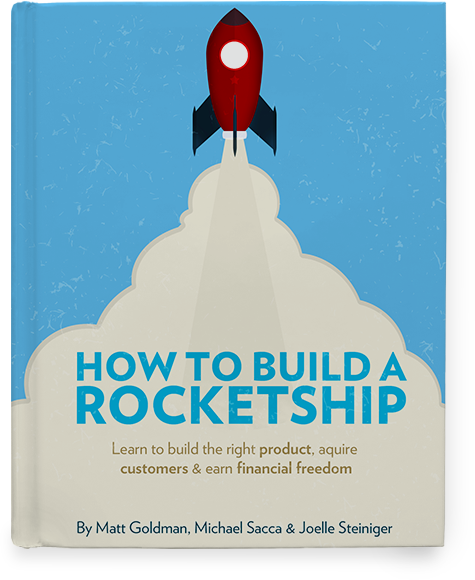 HOW TO BUILD A
ROCKETSHIP
Learn to build the right product, aquire
customers & earn financial freedom
By Matt Goldman, Michael Sacca & Joelle Steiniger